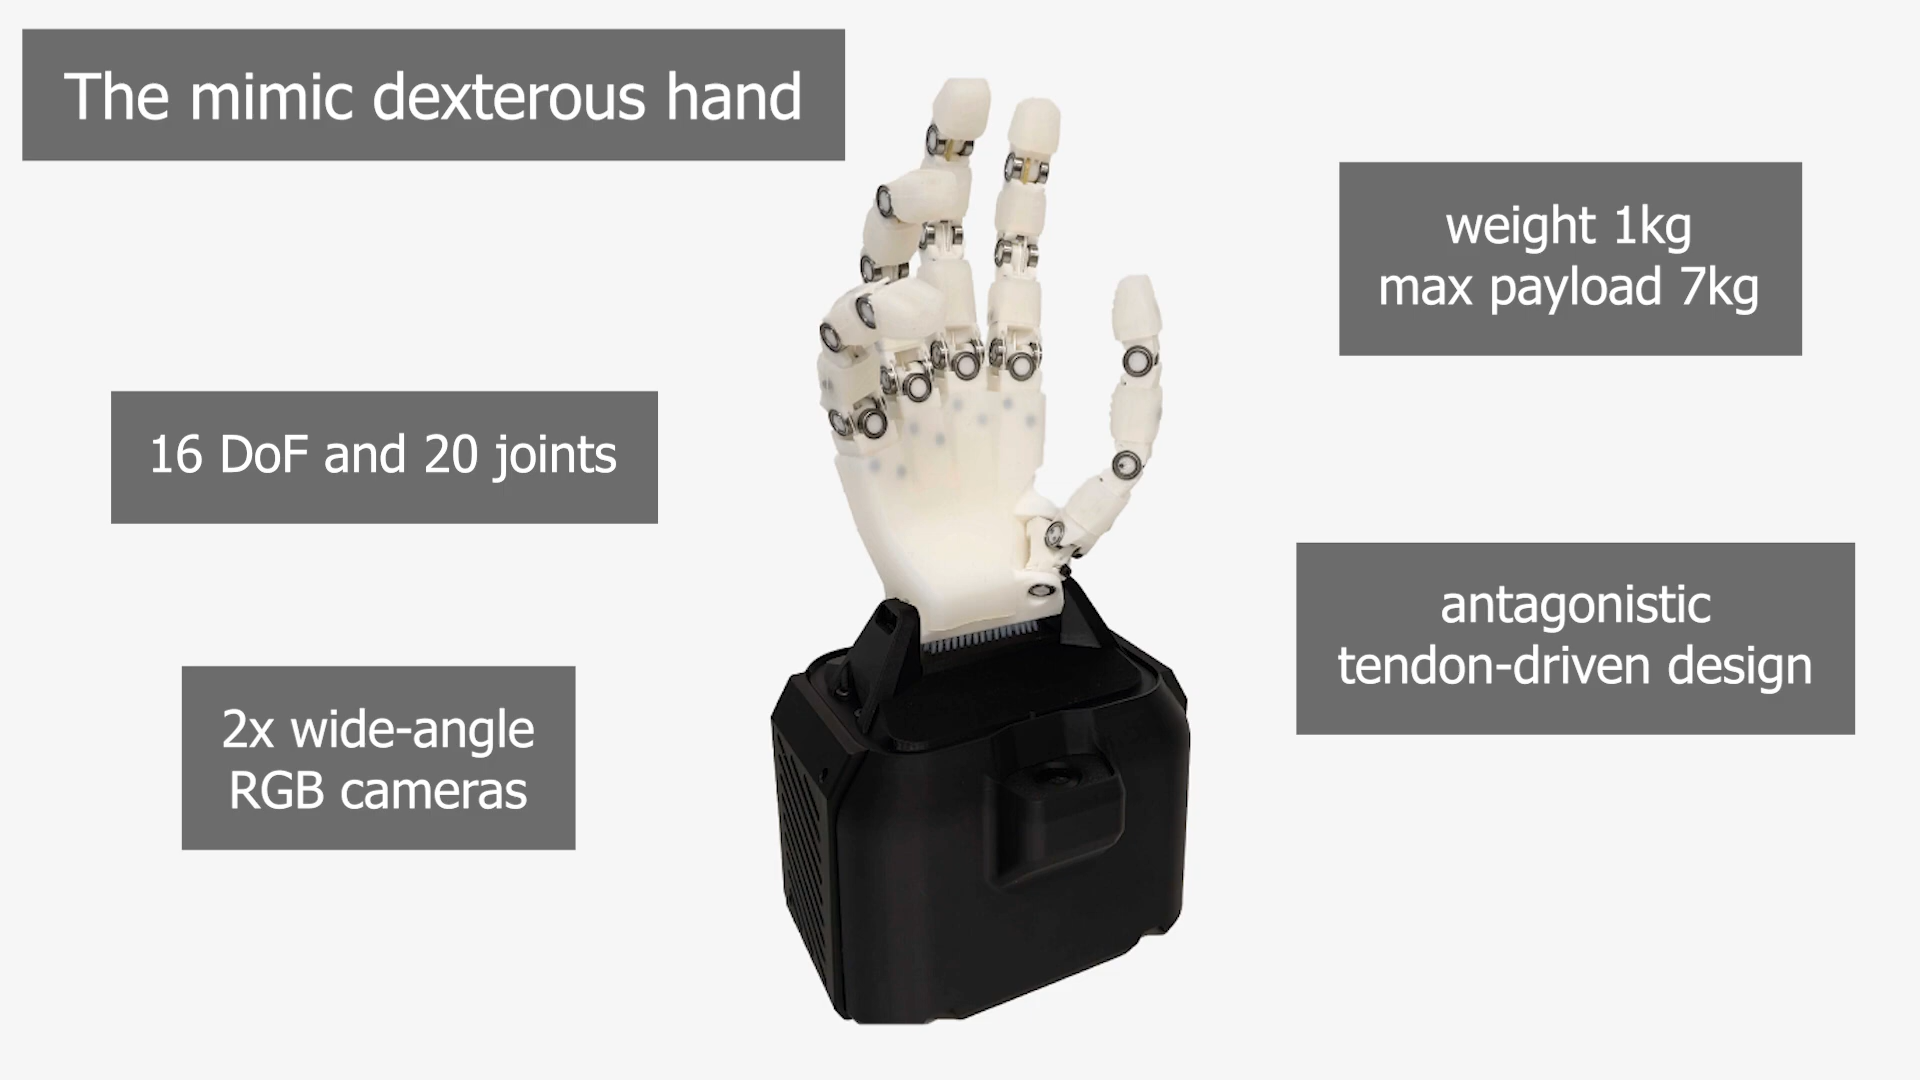 The mimic dexterous hand
weight 1kg
max payload 7kg
16 DoF and 20 joints
antagonistic
tendon-driven design
2x wide-angle
RGB cameras